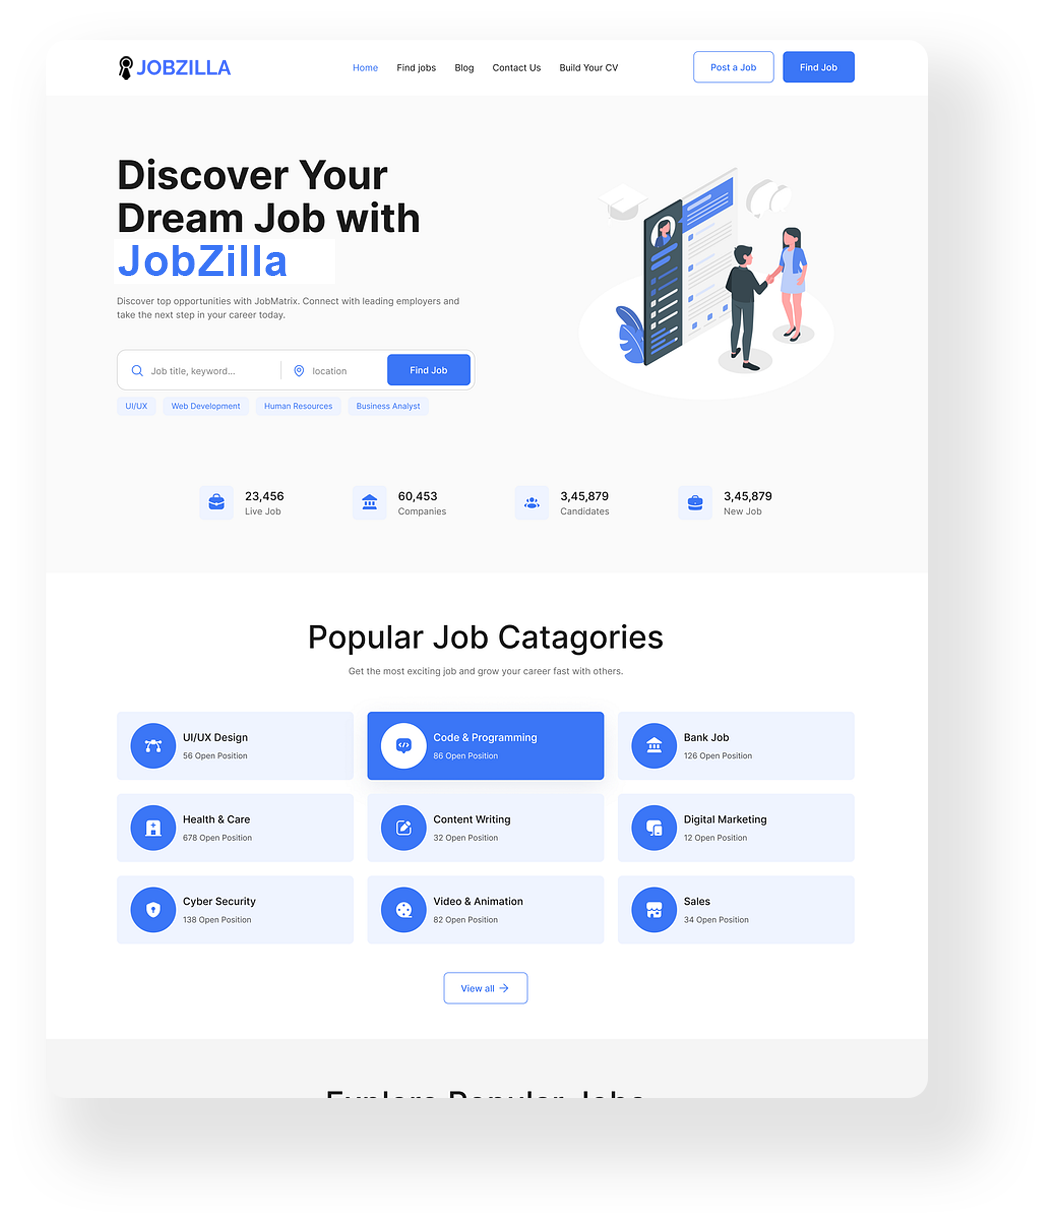 JOBZILLA
Home Find jobs Blog Contact Us Build Your CV
Post a Job Find Job
Discover Your
Dream Job with
JobZilla
Discover top opportunities with JobMatrix. Connect with leading employers and
take the next step in your career today.
Job title, keyword... location Find Job
UI/UX Web Development Human Resources Business Analyst
23,456
Live Job
60,453
Companies
3,45,879
Candidates
3,45,879
New Job
Popular Job Catagories
Get the most exciting job and grow your career fast with others.
UI/UX Design
56 Open Position
Code & Programming
86 Open Position
Bank Job
126 Open Position
Health & Care
678 Open Position
Content Writing
32 Open Position
Digital Marketing
12 Open Position
Cyber Security
138 Open Position
Video & Animation
82 Open Position
Sales
34 Open Position
View all
Explore Popular Jobs